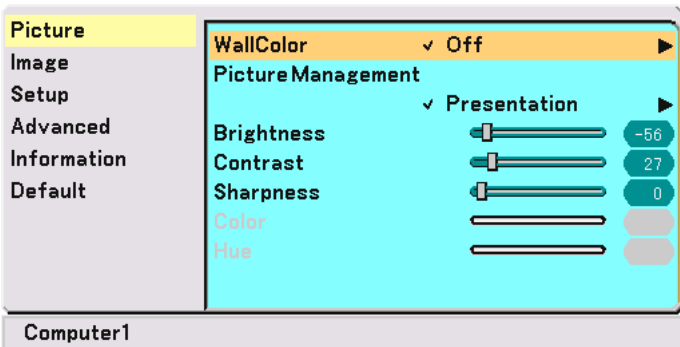 Picture
Image
Setup
Advanced
Information
Default
WallColor ✓ Off
Picture Management
✓ Presentation
Brightness -56
Contrast 27
Sharpness 0
Color
Hue
Computer1